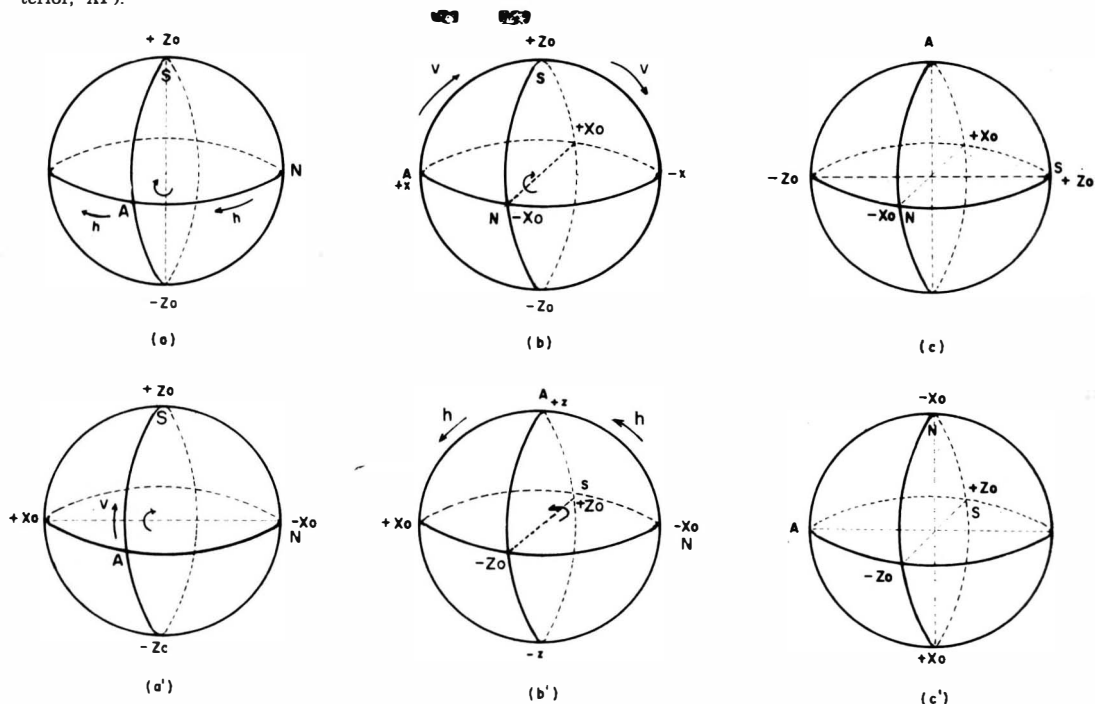 terior, XI ).
+ Zo
S
N
h
A
h
- Zo
(a)
+ Zo
V
V
S
+Xo
A
+x
-x
N
-Xo
- Zo
(b)
A
+Xo
S
- Zo
+ Zo
-Xo N
(c)
+ Zo
S
V
+ Xo
-Xo
N
A
- Zc
(a')
A +z
h
h
S
+Zo
+ Xo
-Xo
N
-Zo
- z
(b')
-Xo
N
+Zo
S
A
-Zo
+Xo
(c')